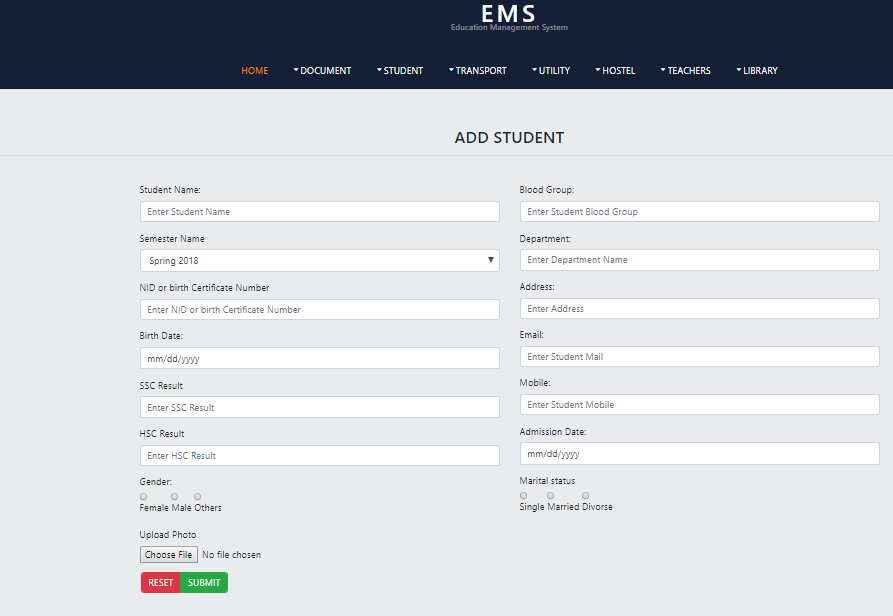 EMS
Education Management System
HOME DOCUMENT STUDENT TRANSPORT UTILITY HOSTEL TEACHERS LIBRARY
ADD STUDENT
Student Name:
Enter Student Name
Semester Name
Spring 2018
NID or birth Certificate Number
Enter NID or birth Certificate Number
Birth Date:
mm/dd/yyyy
SSC Result
Enter SSC Result
HSC Result
Enter HSC Result
Gender:
Female Male Others
Upload Photo
Choose File No file chosen
RESET SUBMIT
Blood Group:
Enter Student Blood Group
Department:
Enter Department Name
Address:
Enter Address
Email:
Enter Student Mail
Mobile:
Enter Student Mobile
Admission Date:
mm/dd/yyyy
Marital status
Single Married Divorse